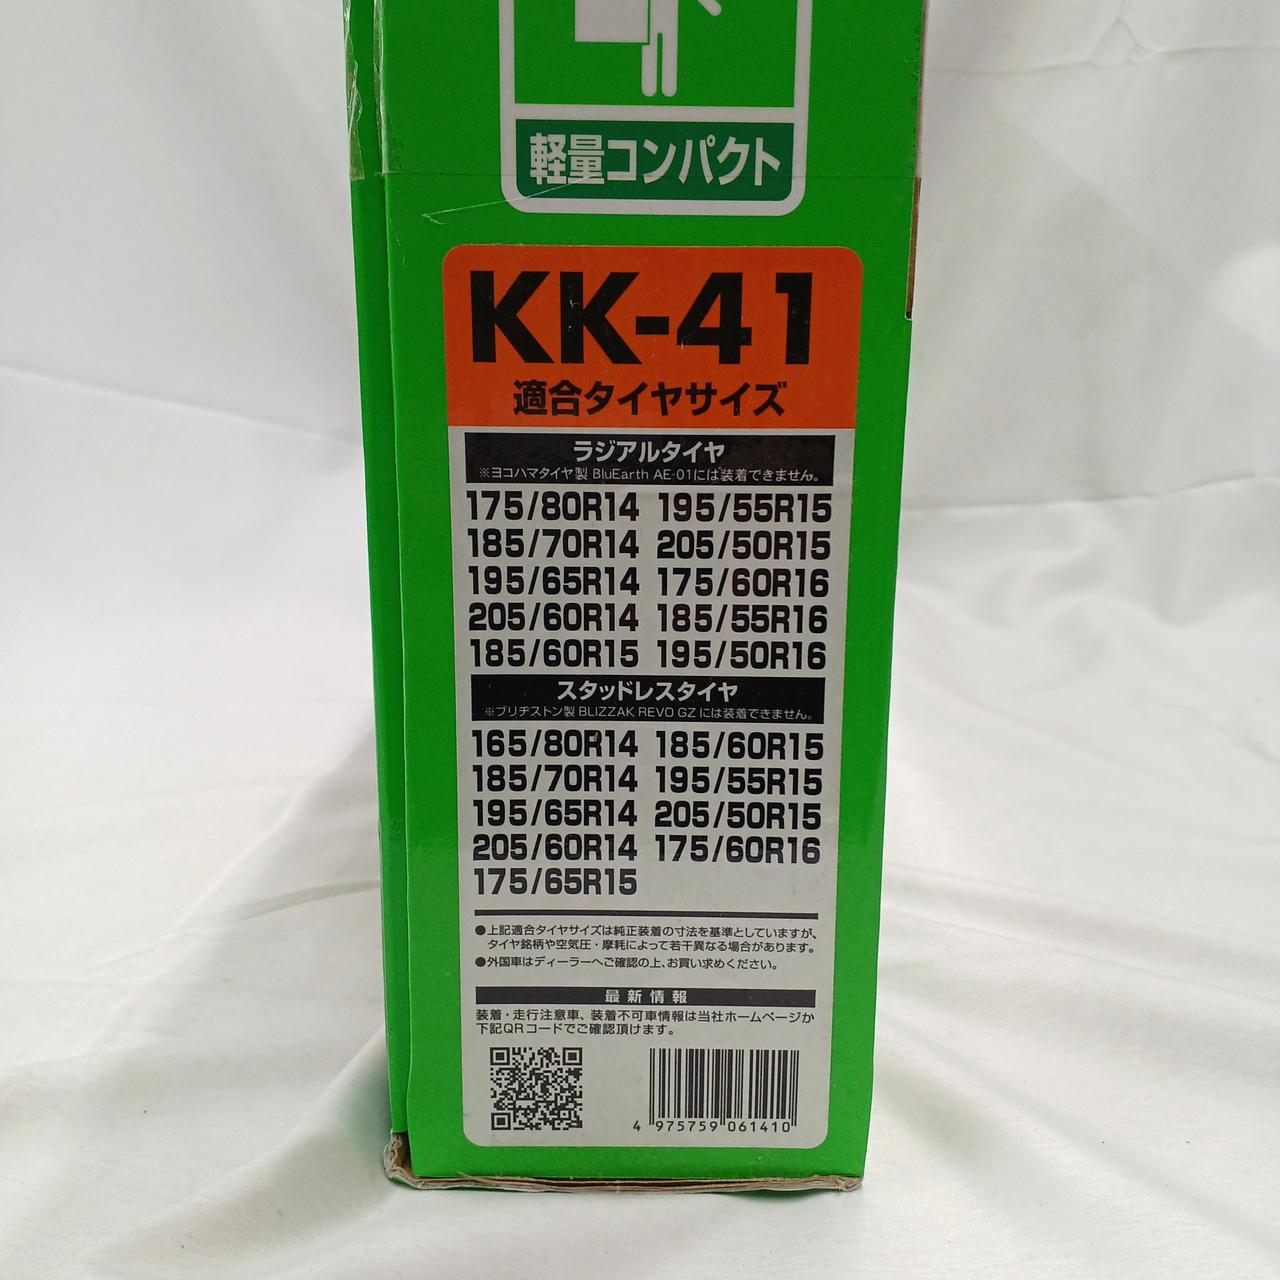 軽量コンパクト
KK-41
適合タイヤサイズ
ラジアルタイヤ
※ヨコハマタイヤ製 BluEarth AE-01には装着できません。
175/80R14 195/55R15
185/70R14 205/50R15
195/65R14 175/60R16
205/60R14 185/55R16
185/60R15 195/50R16
スタッドレスタイヤ
※ブリヂストン製 BLIZZAK REVO GZ には装着できません。
165/80R14 185/60R15
185/70R14 195/55R15
195/65R14 205/50R15
205/60R14 175/60R16
175/65R15
●上記適合タイヤサイズは純正装着の寸法を基準としていますが、
タイヤ銘柄や空気圧・摩耗によって若干異なる場合があります。
●外国車はディーラーへご確認の上、お買い求めください。
最新情報
装着・走行注意車、装着不可車情報は当社ホームページか
下記QRコードでご確認頂けます。
4 975759 061410